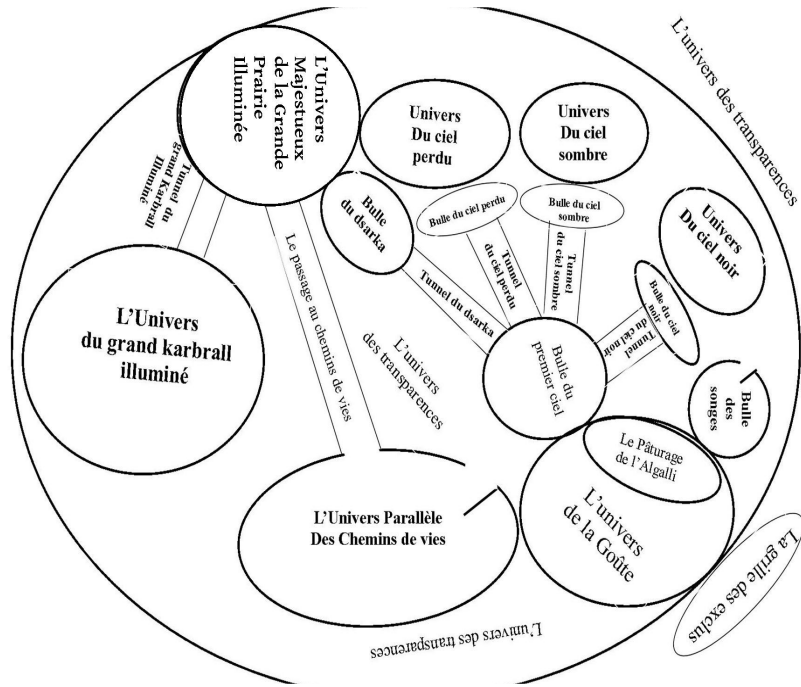 L'Univers
Majestueux
de la Grande
Prairie
Illuminée
Univers
Du ciel
perdu
Univers
Du ciel
sombre
L'univers des transparences
Tunnel du
grand Karbrall
Illuminé
Bulle
du dsarka
Bulle du ciel perdu
Bulle du ciel
sombre
Univers
Du ciel noir
Le passage au chemins de vies
Tunnel du dsarka
Tunnel
du ciel perdu
Tunnel
du ciel sombre
Bulle du ciel
noir
Tunnel
du ciel noir
L'Univers
du grand karbrall
illuminé
L'univers
des transparences
Bulle du
premier ciel
Bulle
des
songes
Le Pâturage
de l'Algalli
L'Univers Parallèle
Des Chemins de vies
L'univers
de la Goûte
La grille des exclus
L'univers des transparences